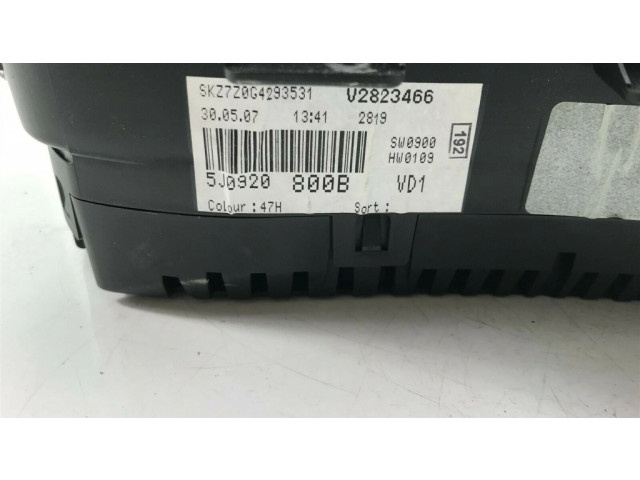 SKZ7Z0G4293531 V2823466
30.05.07 13:41 2819
SW0900
HW0109
192
5J0920 800B VD1
Colour : 47H Sort :